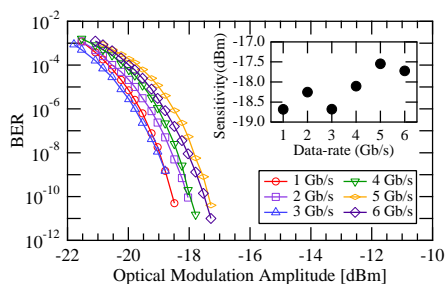 10^-2
10^-4
10^-6
10^-8
10^-10
10^-12
BER
-22 -20 -18 -16 -14 -12 -10
Optical Modulation Amplitude [dBm]
-17.0
-17.5
-18.0
-18.5
-19.0
Sensitivity(dBm)
1 2 3 4 5 6
Data-rate (Gb/s)
1 Gb/s 4 Gb/s
2 Gb/s 5 Gb/s
3 Gb/s 6 Gb/s